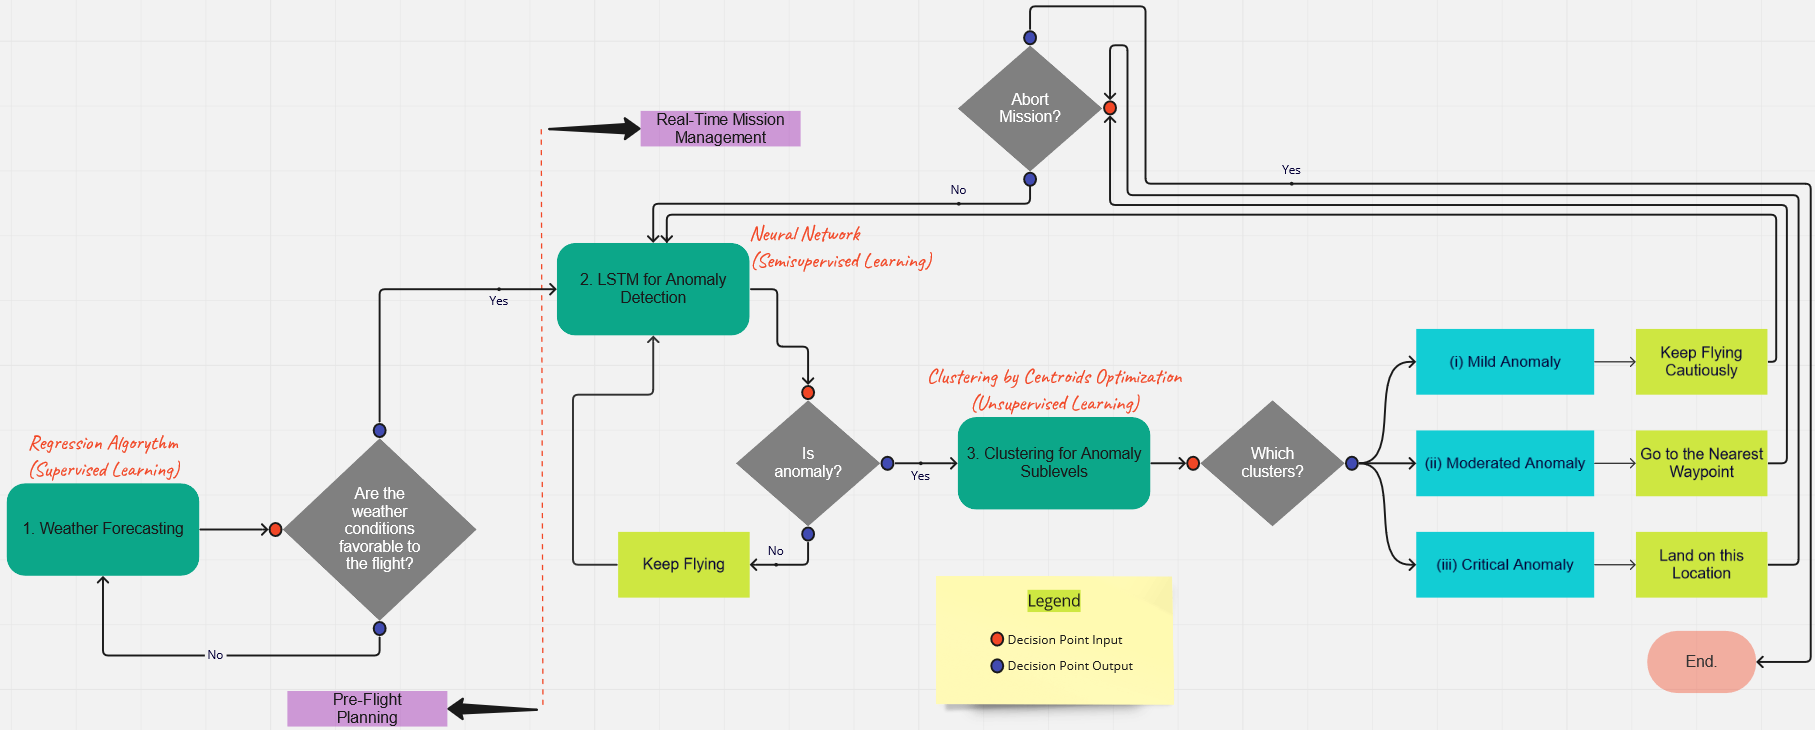 Abort
Mission?
Real-Time Mission
Management
Yes
No
Neural Network
(Semisupervised Learning)
2. LSTM for Anomaly
Detection
Yes
(i) Mild Anomaly
Keep Flying
Cautiously
Clustering by Centroids Optimization
(Unsupervised Learning)
Regression Algorythm
(Supervised Learning)
1. Weather Forecasting
Are the
weather
conditions
favorable to
the flight?
Is
anomaly?
Yes
3. Clustering for Anomaly
Sublevels
Which
clusters?
(ii) Moderated Anomaly
Go to the Nearest
Waypoint
No
Keep Flying
(iii) Critical Anomaly
Land on this
Location
Legend
Decision Point Input
Decision Point Output
No
End.
Pre-Flight
Planning